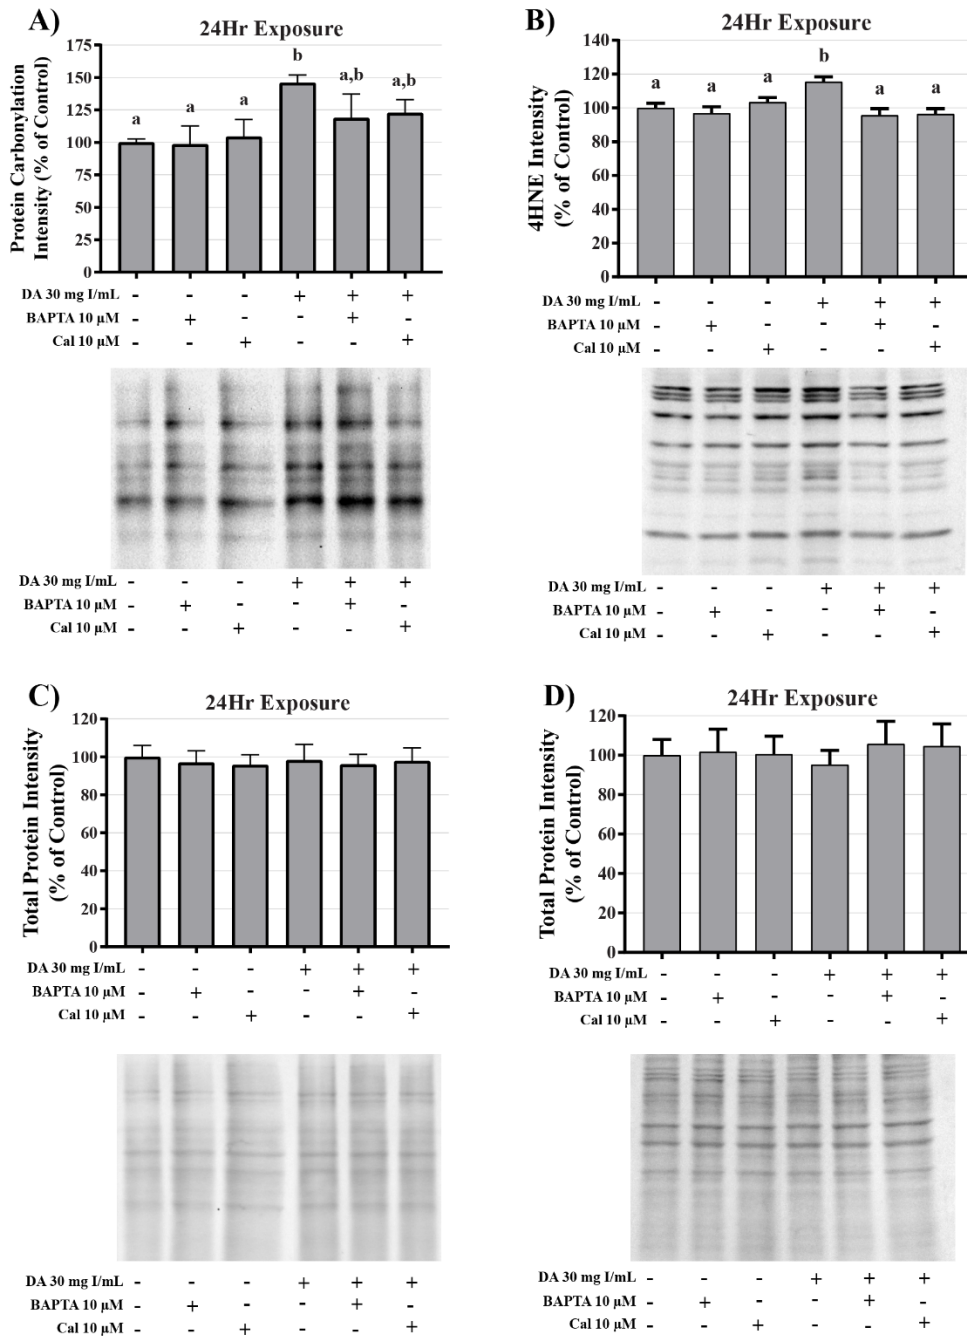 A)
24Hr Exposure
Protein Carbonylation
Intensity (% of Control)
175
150
125
100
75
50
25
0
a
a
a
b
a,b
a,b
DA 30 mg I/mL - - - + + +
BAPTA 10 µM - + - - + -
Cal 10 µM - - + - - +
DA 30 mg I/mL - - - + + +
BAPTA 10 µM - + - - + -
Cal 10 µM - - + - - +
B)
24Hr Exposure
4HNE Intensity
(% of Control)
140
120
100
80
60
40
20
0
a
a
a
b
a
a
DA 30 mg I/mL - - - + + +
BAPTA 10 µM - + - - + -
Cal 10 µM - - + - - +
DA 30 mg I/mL - - - + + +
BAPTA 10 µM - + - - + -
Cal 10 µM - - + - - +
C)
24Hr Exposure
Total Protein Intensity
(% of Control)
120
100
80
60
40
20
0
DA 30 mg I/mL - - - + + +
BAPTA 10 µM - + - - + -
Cal 10 µM - - + - - +
DA 30 mg I/mL - - - + + +
BAPTA 10 µM - + - - + -
Cal 10 µM - - + - - +
D)
24Hr Exposure
Total Protein Intensity
(% of Control)
120
100
80
60
40
20
0
DA 30 mg I/mL - - - + + +
BAPTA 10 µM - + - - + -
Cal 10 µM - - + - - +
DA 30 mg I/mL - - - + + +
BAPTA 10 µM - + - - + -
Cal 10 µM - - + - - +